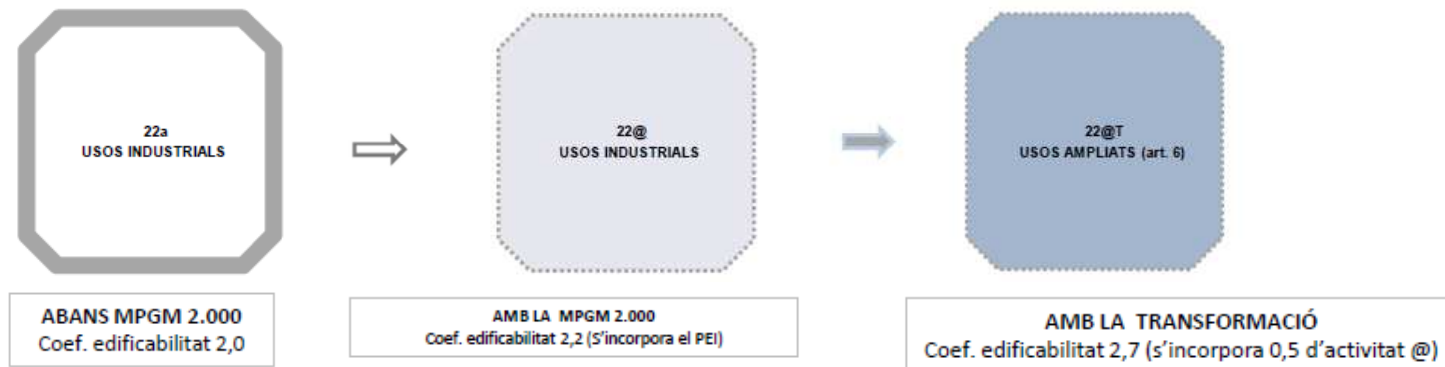 22a
USOS INDUSTRIALS
22@
USOS INDUSTRIALS
22@T
USOS AMPLIATS (art. 6)
ABANS MPGM 2.000
Coef. edificabilitat 2,0
AMB LA MPGM 2.000
Coef. edificabilitat 2,2 (S’incorpora el PEI)
AMB LA TRANSFORMACIÓ
Coef. edificabilitat 2,7 (s’incorpora 0,5 d’activitat @)